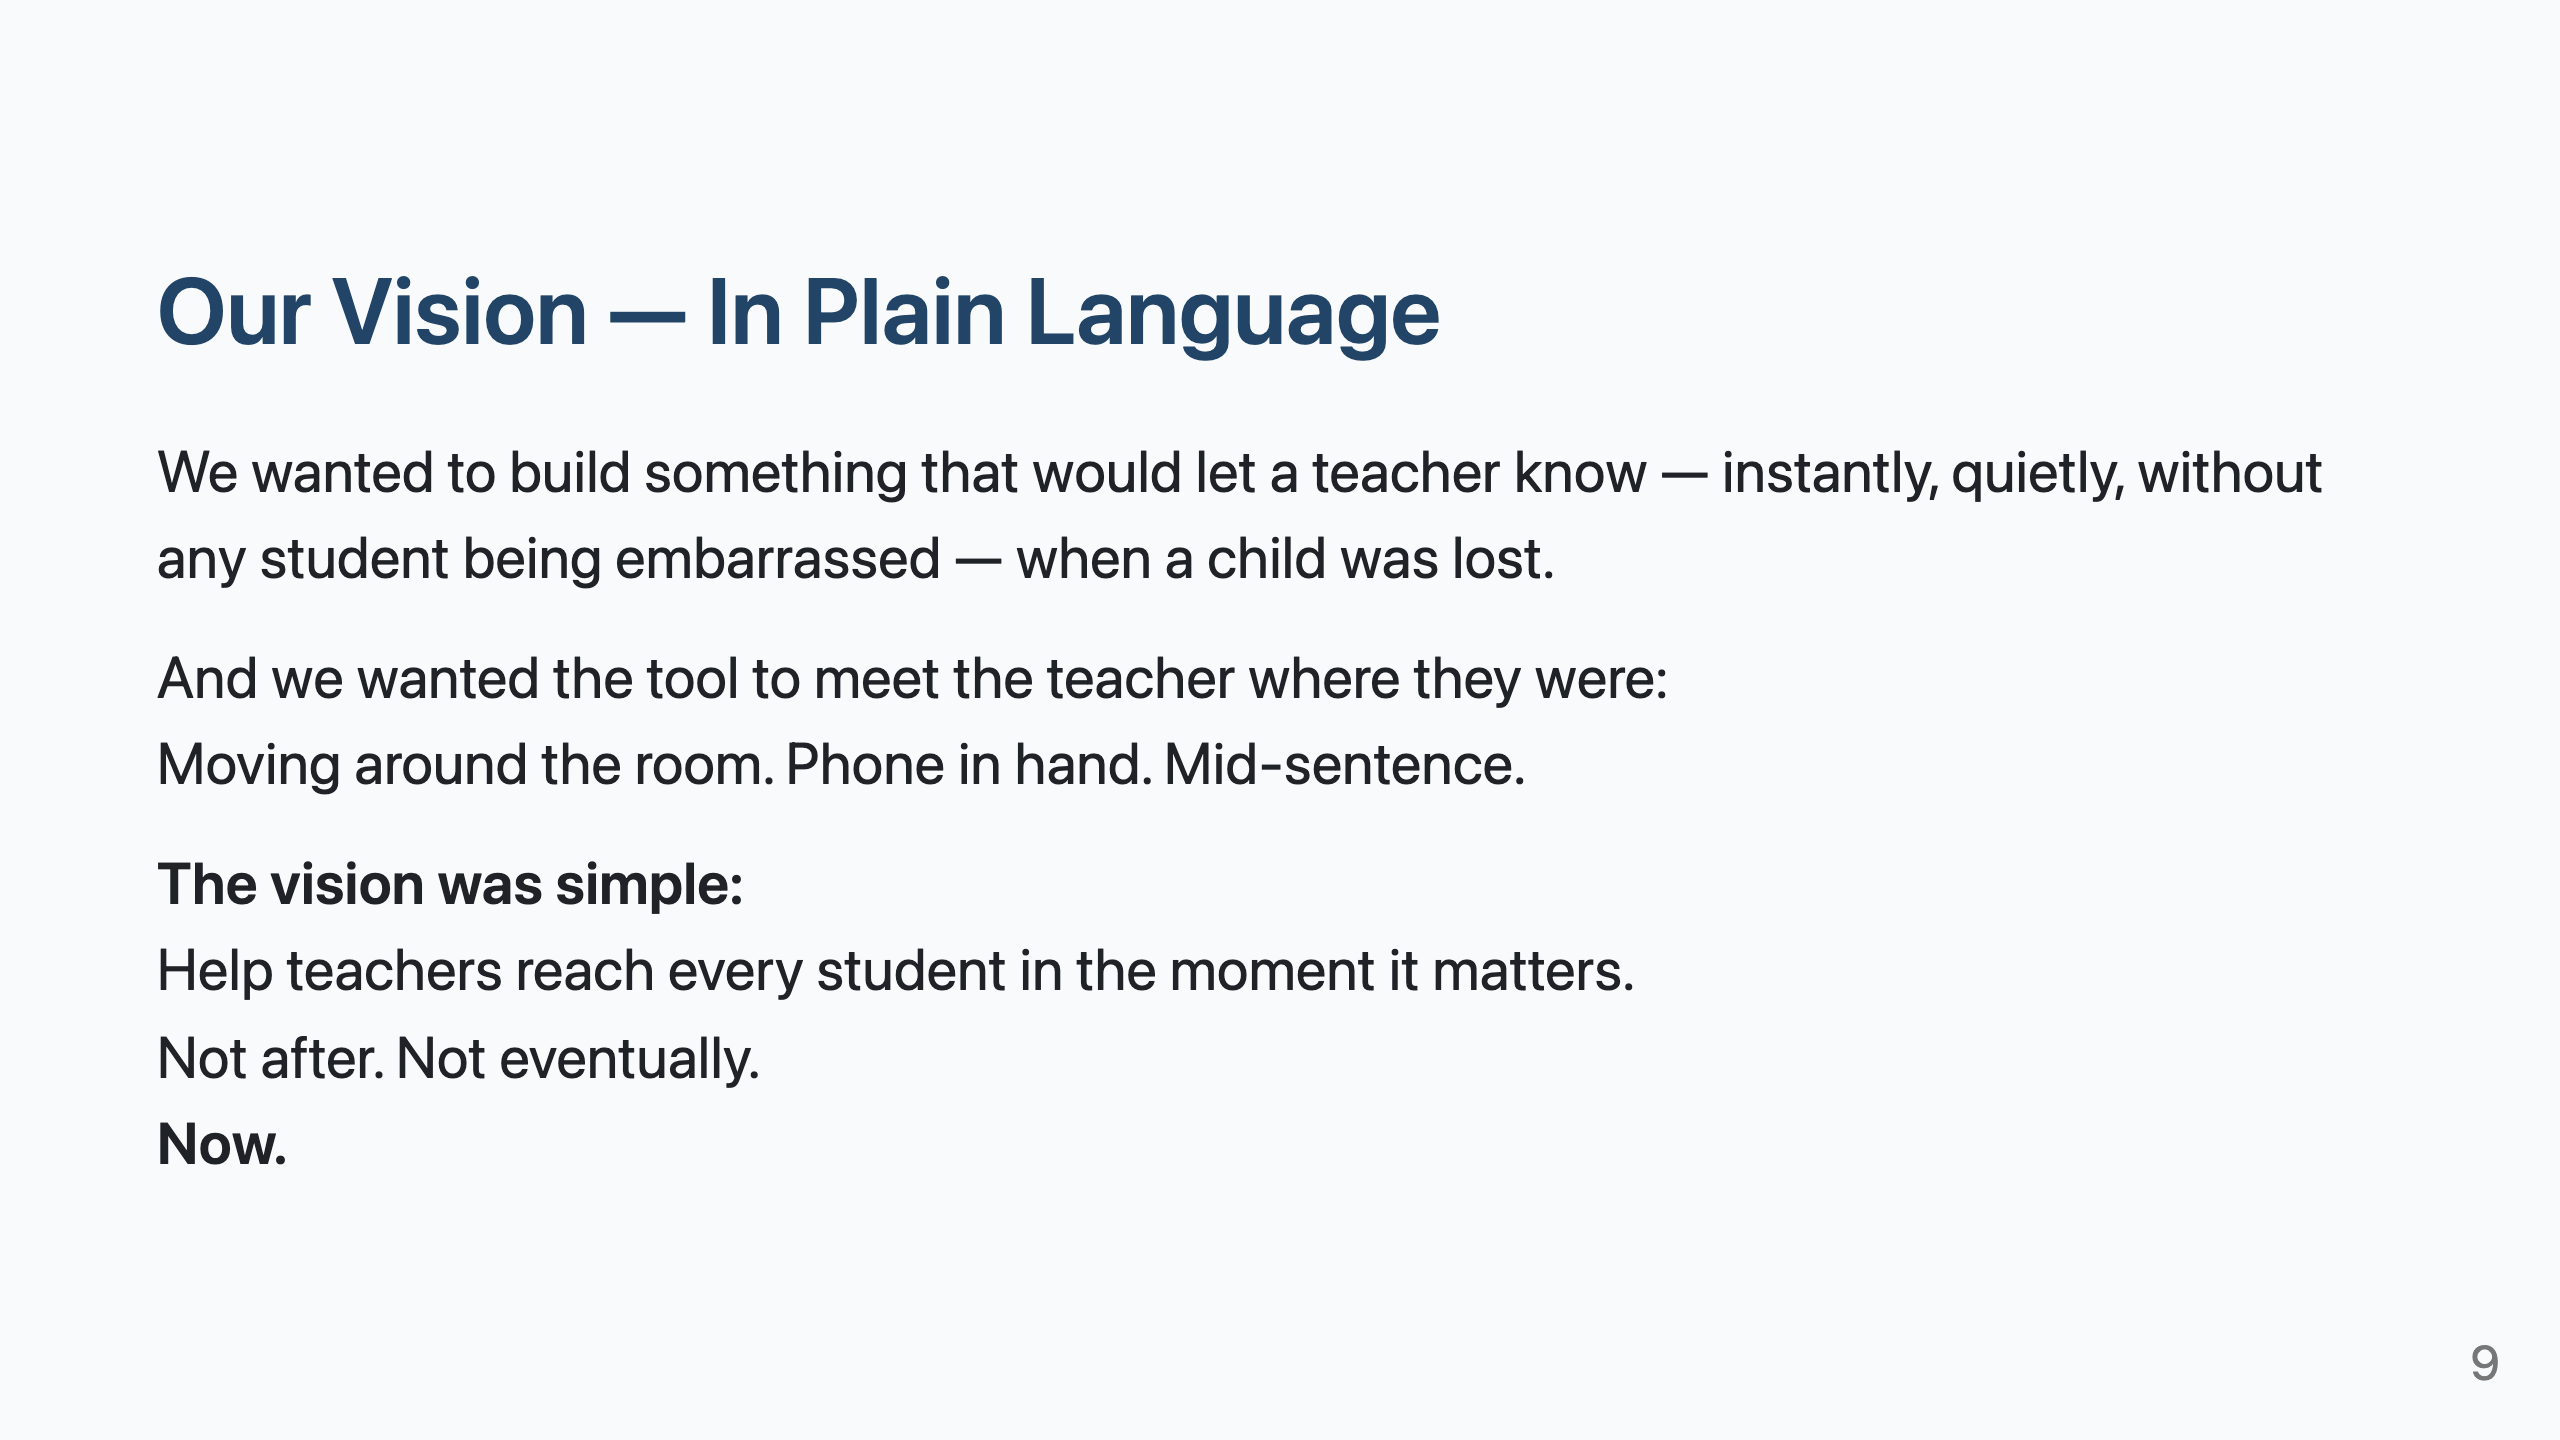 Our Vision — In Plain Language
We wanted to build something that would let a teacher know — instantly, quietly, without
any student being embarrassed — when a child was lost.
And we wanted the tool to meet the teacher where they were:
Moving around the room. Phone in hand. Mid-sentence.
The vision was simple:
Help teachers reach every student in the moment it matters.
Not after. Not eventually.
Now.
9